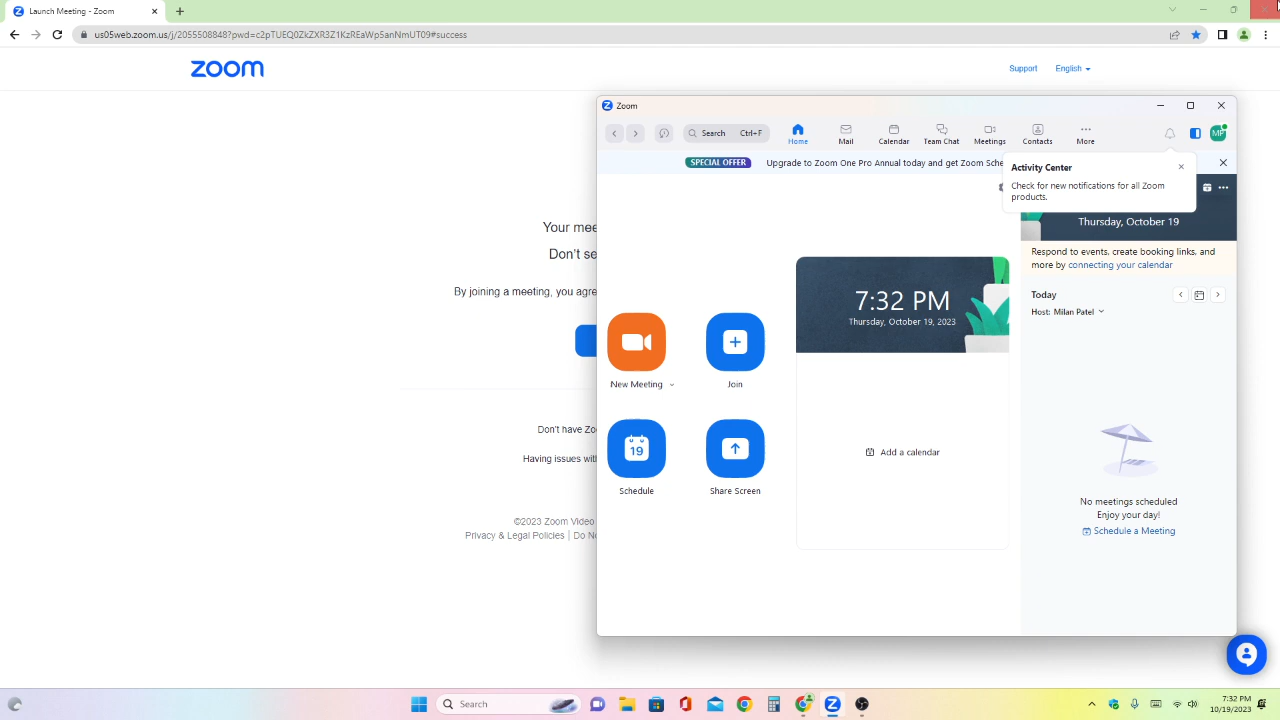 Launch Meeting - Zoom
us05web.zoom.us/j/2055508848?pwd=c2pTUEQ0ZkZXR3Z1KzREaWp5anNmUT09#success
zoom
Support
English
Your mee
Don't se
By joining a meeting, you agre
Don't have Zo
Having issues with
©2023 Zoom Video
Privacy & Legal Policies | Do No
Zoom
Search Ctrl+F
Home
Mail
Calendar
Team Chat
Meetings
Contacts
More
MP
SPECIAL OFFER Upgrade to Zoom One Pro Annual today and get Zoom Sche
Activity Center
Check for new notifications for all Zoom
products.
Thursday, October 19
Respond to events, create booking links, and
more by connecting your calendar
Today
Host: Milan Patel
No meetings scheduled
Enjoy your day!
Schedule a Meeting
New Meeting
Join
19
Schedule
Share Screen
7:32 PM
Thursday, October 19, 2023
Add a calendar
Search
7:32 PM
10/19/2023